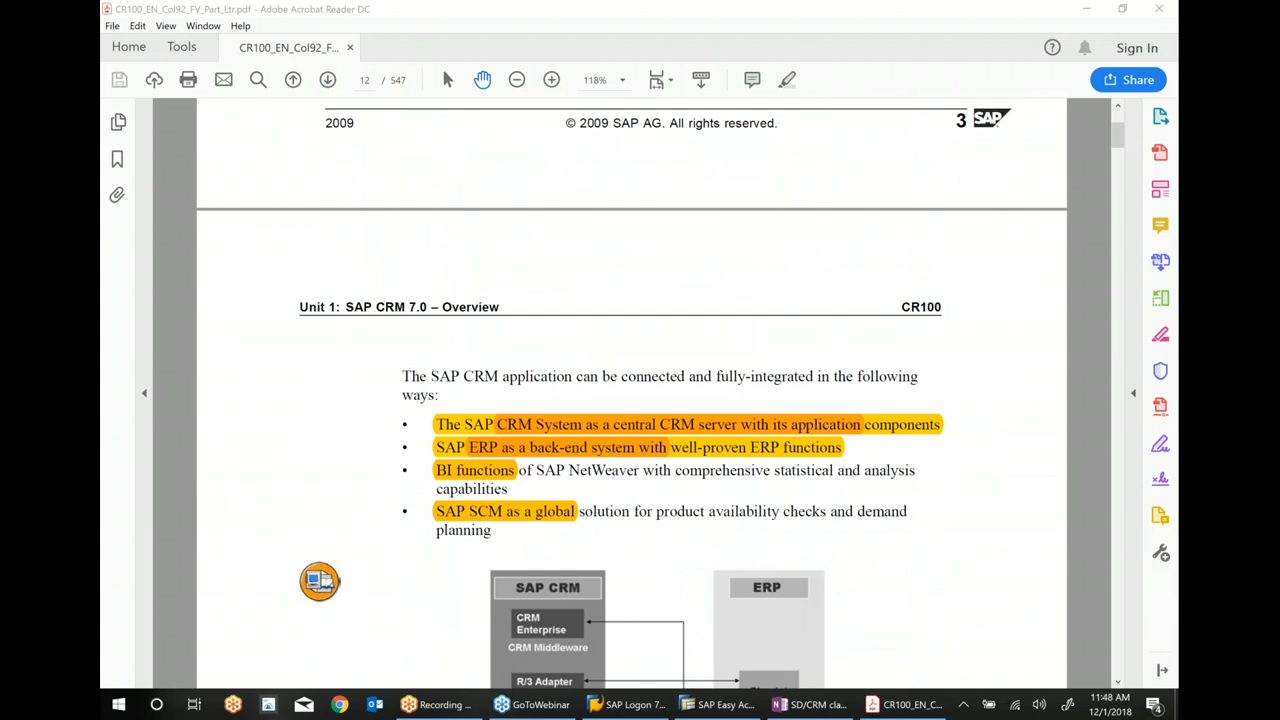 CR100_EN_Col92_FV_Part_Ltr.pdf - Adobe Acrobat Reader DC
File Edit View Window Help
Home Tools CR100_EN_Col92_F... × Sign In
12 / 547 118% Share
2009 © 2009 SAP AG. All rights reserved. 3 SAP
Unit 1: SAP CRM 7.0 – Overview CR100
The SAP CRM application can be connected and fully-integrated in the following
ways:
• The SAP CRM System as a central CRM server with its application components
• SAP ERP as a back-end system with well-proven ERP functions
• BI functions of SAP NetWeaver with comprehensive statistical and analysis
capabilities
• SAP SCM as a global solution for product availability checks and demand
planning
SAP CRM ERP
CRM
Enterprise
CRM Middleware
R/3 Adapter
Recording ... GoToWebinar SAP Logon 7... SAP Easy Ac... SD/CRM cla... CR100_EN_C... 11:48 AM
12/1/2018 4